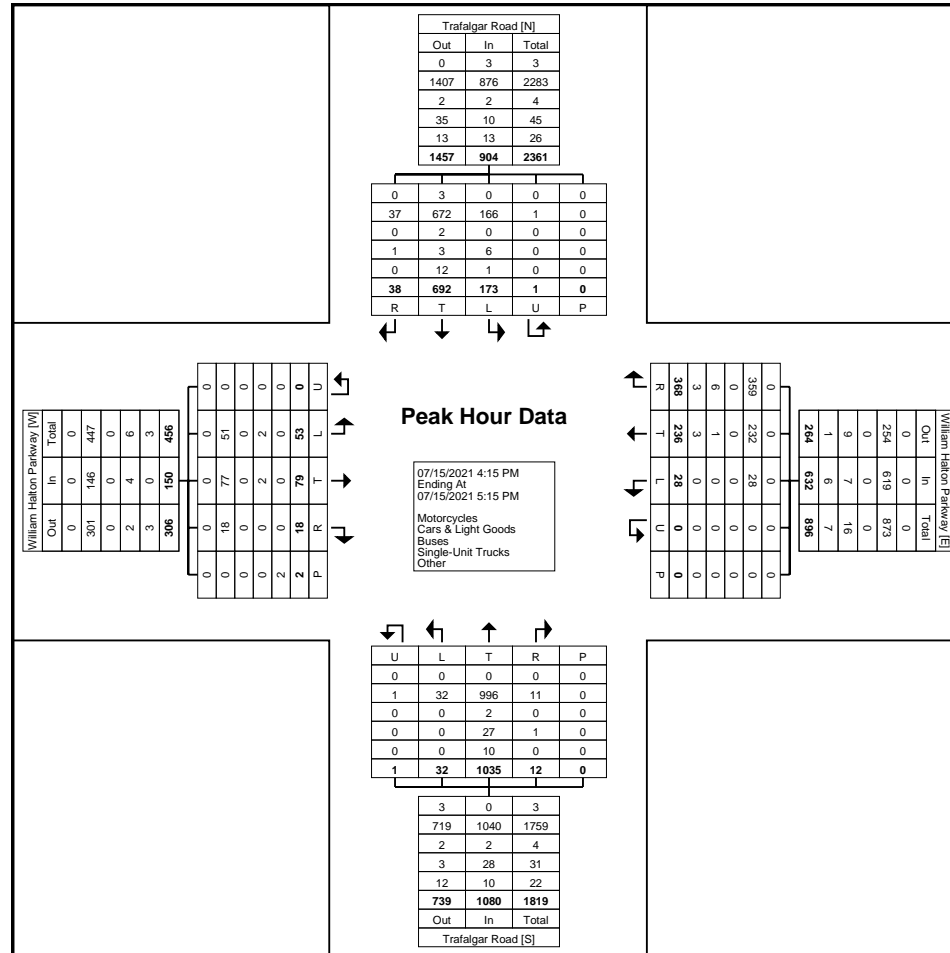 Trafalgar Road [N]
Out In Total
0 3 3
1407 876 2283
2 2 4
35 10 45
13 13 26
1457 904 2361
0 3 0 0 0
37 672 166 1 0
0 2 0 0 0
1 3 6 0 0
0 12 1 0 0
38 692 173 1 0
R T L U P
William Halton Parkway [W]
Total 0 447 0 6 3 456
In 0 146 0 4 0 150
Out 0 301 0 2 3 306
0 0 0 0 0 0 U
0 51 0 2 0 53 L
0 77 0 2 0 79 T
0 18 0 0 0 18 R
0 0 0 0 2 2 P
Peak Hour Data
07/15/2021 4:15 PM
Ending At
07/15/2021 5:15 PM
Motorcycles
Cars & Light Goods
Buses
Single-Unit Trucks
Other
R 368 3 6 0 359 0
T 236 3 1 0 232 0
L 28 0 0 0 28 0
U 0 0 0 0 0 0
P 0 0 0 0 0 0
264 1 9 0 254 0 Out
632 6 7 0 619 0 In
896 7 16 0 873 0 Total
William Halton Parkway [E]
U L T R P
0 0 0 0 0
1 32 996 11 0
0 0 2 0 0
0 0 27 1 0
0 0 10 0 0
1 32 1035 12 0
3 0 3
719 1040 1759
2 2 4
3 28 31
12 10 22
739 1080 1819
Out In Total
Trafalgar Road [S]